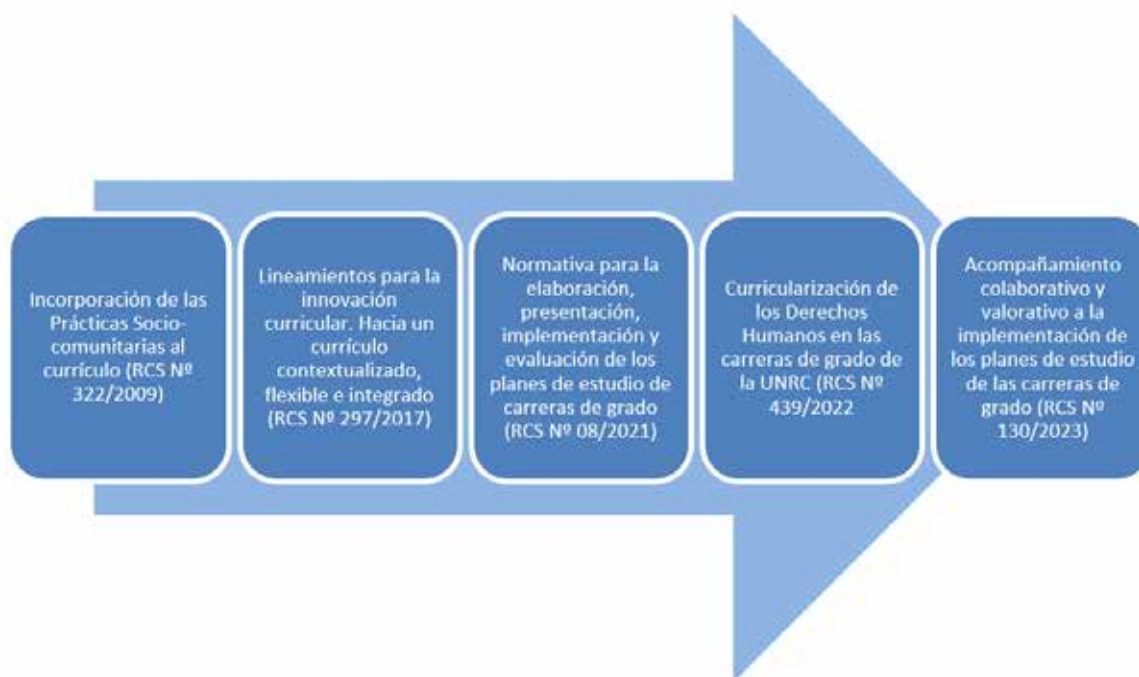 Incorporación de las
Prácticas Socio-
comunitarias al
currículo (RCS Nº
322/2009)
Lineamientos para la
innovación
curricular. Hacia un
currículo
contextualizado,
flexible e integrado
(RCS Nº 297/2017)
Normativa para la
elaboración,
presentación,
implementación y
evaluación de los
planes de estudio de
carreras de grado
(RCS Nº 08/2021)
Curricularización de
los Derechos
Humanos en las
carreras de grado de
la UNRC (RCS Nº
439/2022
Acompañamiento
colaborativo y
valorativo a la
implementación de
los planes de estudio
de las carreras de
grado (RCS Nº
130/2023)